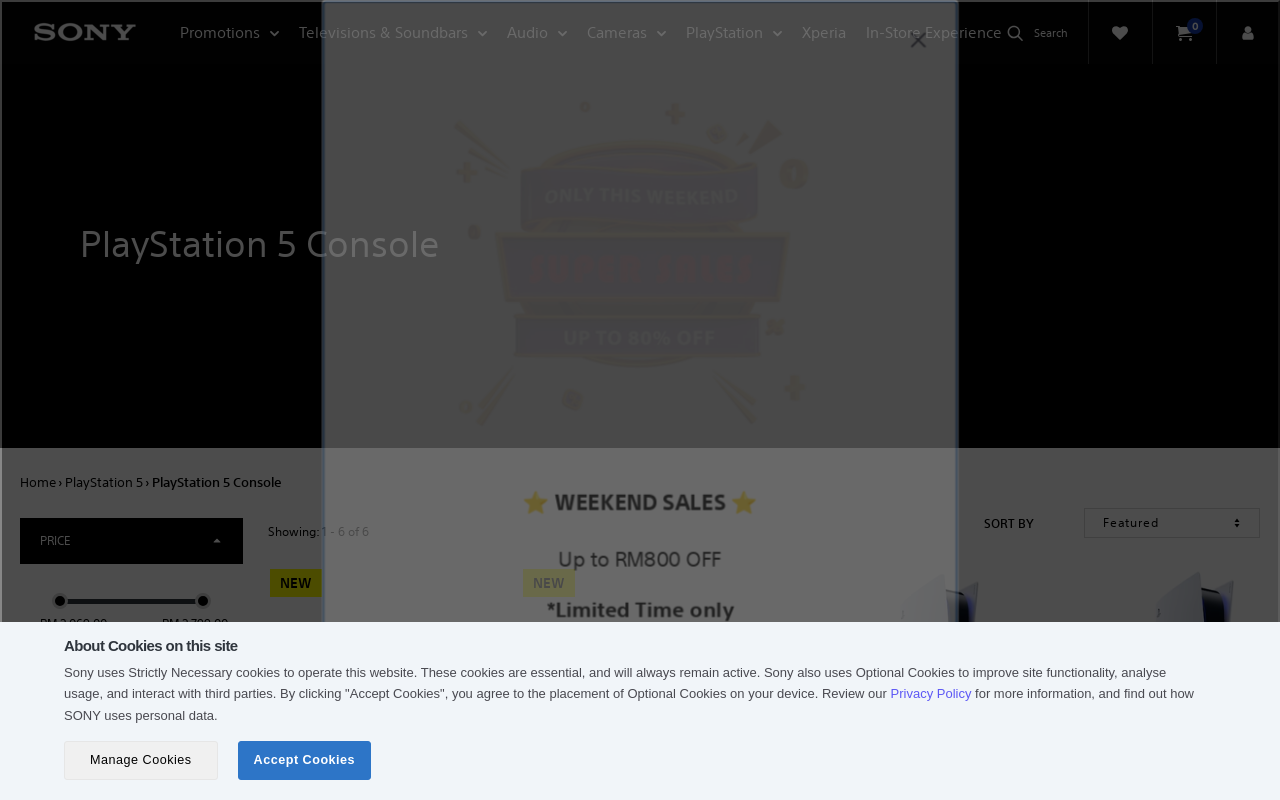 SONY
Promotions
Televisions & Soundbars
Audio
Cameras
PlayStation
Xperia
In-Store Experience
Search
0
ONLY THIS WEEKEND
UP TO 80% OFF
PlayStation 5 Console
Home › PlayStation 5 › PlayStation 5 Console
⭐ WEEKEND SALES ⭐
PRICE
Showing: 1 - 6 of 6
SORT BY
Featured
Up to RM800 OFF
NEW
NEW
*Limited Time only
About Cookies on this site
Sony uses Strictly Necessary cookies to operate this website. These cookies are essential, and will always remain active. Sony also uses Optional Cookies to improve site functionality, analyse
usage, and interact with third parties. By clicking "Accept Cookies", you agree to the placement of Optional Cookies on your device. Review our Privacy Policy for more information, and find out how
SONY uses personal data.
Manage Cookies
Accept Cookies